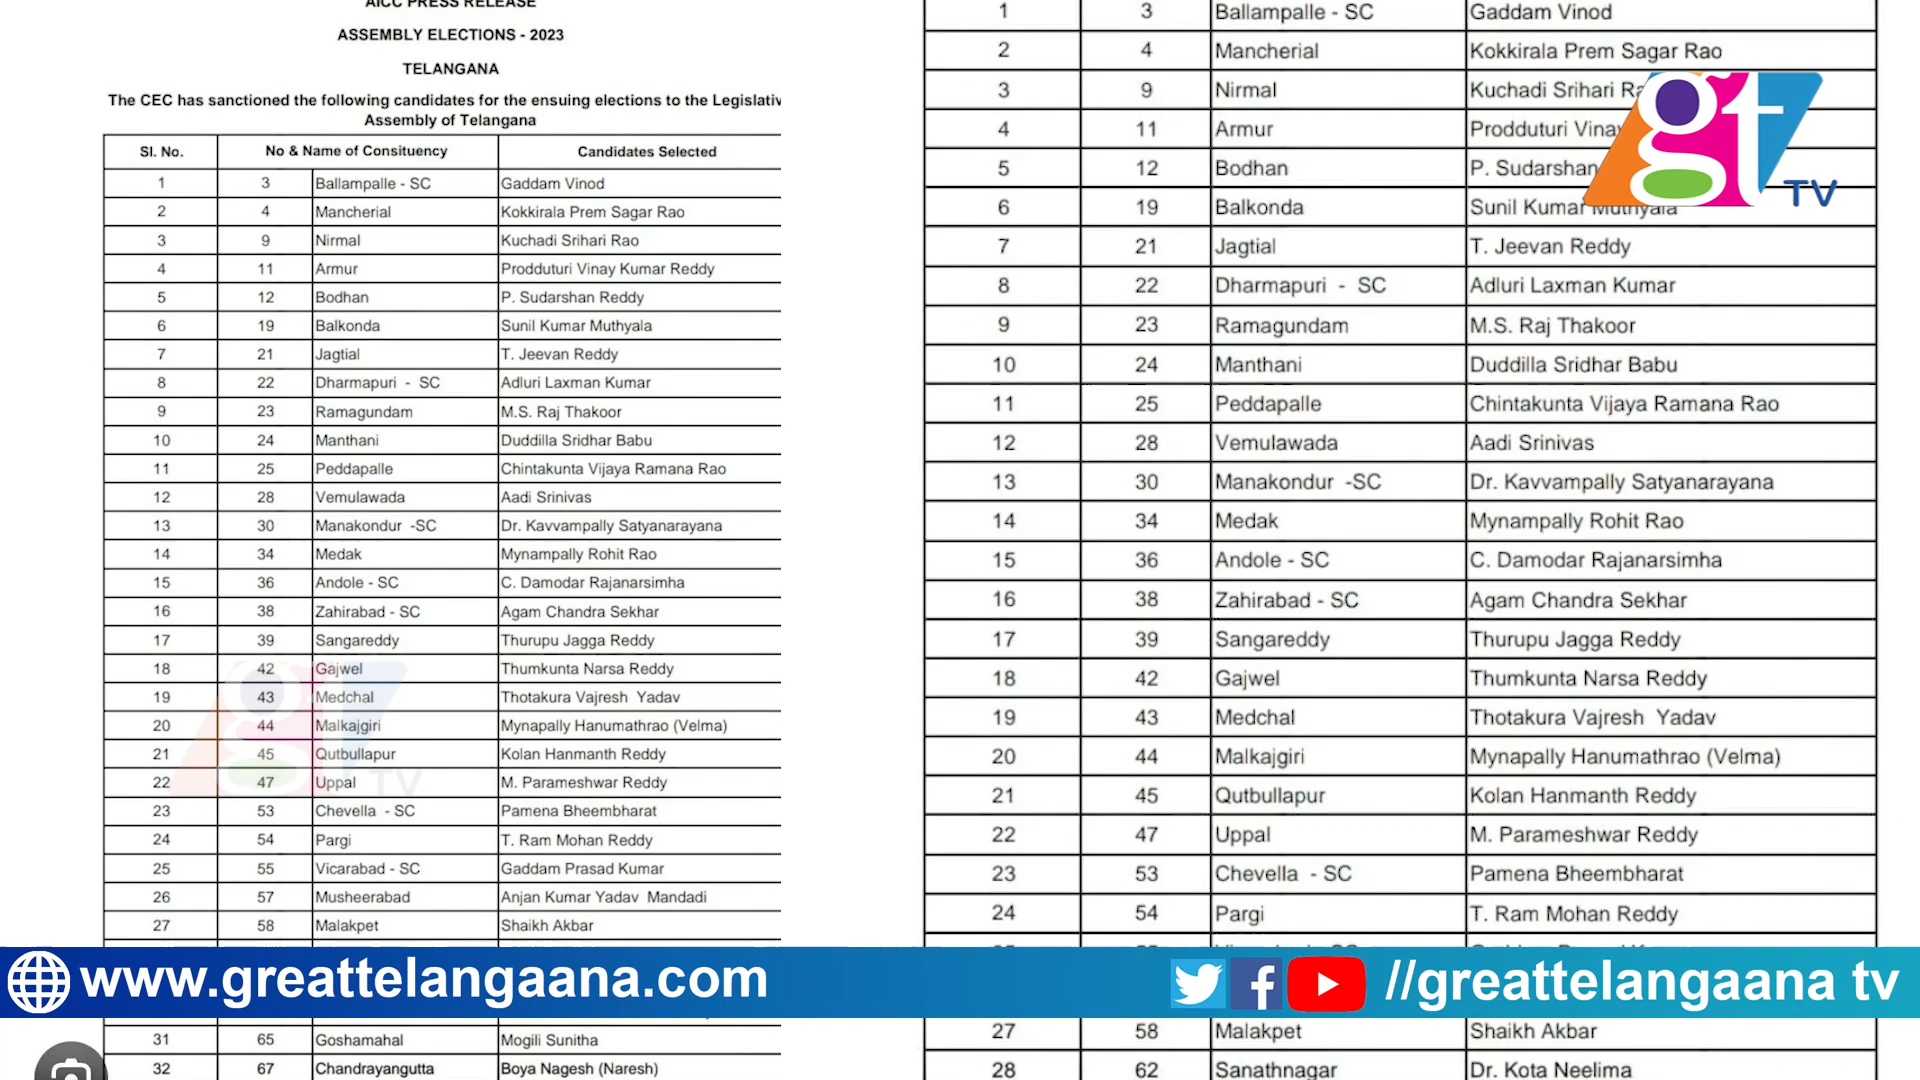 AICC PRESS RELEASE
ASSEMBLY ELECTIONS - 2023
TELANGANA
The CEC has sanctioned the following candidates for the ensuing elections to the Legislativ
Assembly of Telangana
SI. No. No & Name of Consituency Candidates Selected
1 3 Ballampalle - SC Gaddam Vinod
2 4 Mancherial Kokkirala Prem Sagar Rao
3 9 Nirmal Kuchadi Srihari Rao
4 11 Armur Prodduturi Vinay Kumar Reddy
5 12 Bodhan P. Sudarshan Reddy
6 19 Balkonda Sunil Kumar Muthyala
7 21 Jagtial T. Jeevan Reddy
8 22 Dharmapuri - SC Adluri Laxman Kumar
9 23 Ramagundam M.S. Raj Thakoor
10 24 Manthani Duddilla Sridhar Babu
11 25 Peddapalle Chintakunta Vijaya Ramana Rao
12 28 Vemulawada Aadi Srinivas
13 30 Manakondur -SC Dr. Kavvampally Satyanarayana
14 34 Medak Mynampally Rohit Rao
15 36 Andole - SC C. Damodar Rajanarsimha
16 38 Zahirabad - SC Agam Chandra Sekhar
17 39 Sangareddy Thurupu Jagga Reddy
18 42 Gajwel Thumkunta Narsa Reddy
19 43 Medchal Thotakura Vajresh Yadav
20 44 Malkajgiri Mynapally Hanumathrao (Velma)
21 45 Qutbullapur Kolan Hanmanth Reddy
22 47 Uppal M. Parameshwar Reddy
23 53 Chevella - SC Pamena Bheembharat
24 54 Pargi T. Ram Mohan Reddy
25 55 Vicarabad - SC Gaddam Prasad Kumar
26 57 Musheerabad Anjan Kumar Yadav Mandadi
27 58 Malakpet Shaikh Akbar
31 65 Goshamahal Mogili Sunitha
32 67 Chandrayangutta Boya Nagesh (Naresh)
gt TV
1 3 Ballampalle - SC Gaddam Vinod
2 4 Mancherial Kokkirala Prem Sagar Rao
3 9 Nirmal Kuchadi Srihari
4 11 Armur Prodduturi
5 12 Bodhan P. Sudarshan
6 19 Balkonda Sunil Kumar Muthyala
7 21 Jagtial T. Jeevan Reddy
8 22 Dharmapuri - SC Adluri Laxman Kumar
9 23 Ramagundam M.S. Raj Thakoor
10 24 Manthani Duddilla Sridhar Babu
11 25 Peddapalle Chintakunta Vijaya Ramana Rao
12 28 Vemulawada Aadi Srinivas
13 30 Manakondur -SC Dr. Kavvampally Satyanarayana
14 34 Medak Mynampally Rohit Rao
15 36 Andole - SC C. Damodar Rajanarsimha
16 38 Zahirabad - SC Agam Chandra Sekhar
17 39 Sangareddy Thurupu Jagga Reddy
18 42 Gajwel Thumkunta Narsa Reddy
19 43 Medchal Thotakura Vajresh Yadav
20 44 Malkajgiri Mynapally Hanumathrao (Velma)
21 45 Qutbullapur Kolan Hanmanth Reddy
22 47 Uppal M. Parameshwar Reddy
23 53 Chevella - SC Pamena Bheembharat
24 54 Pargi T. Ram Mohan Reddy
27 58 Malakpet Shaikh Akbar
28 62 Sanathnagar Dr. Kota Neelima
gt TV
www.greattelangaana.com
//greattelangaana tv